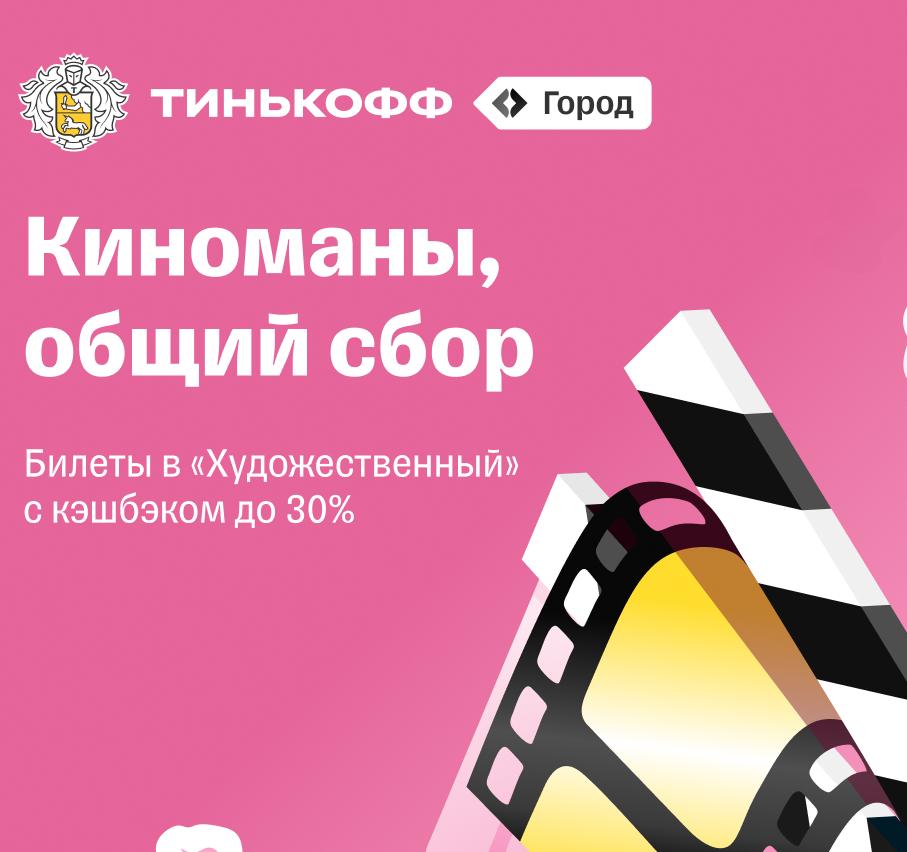 ТИНЬКОФФ Город
Киноманы,
общий сбор
Билеты в «Художественный»
с кэшбэком до 30%